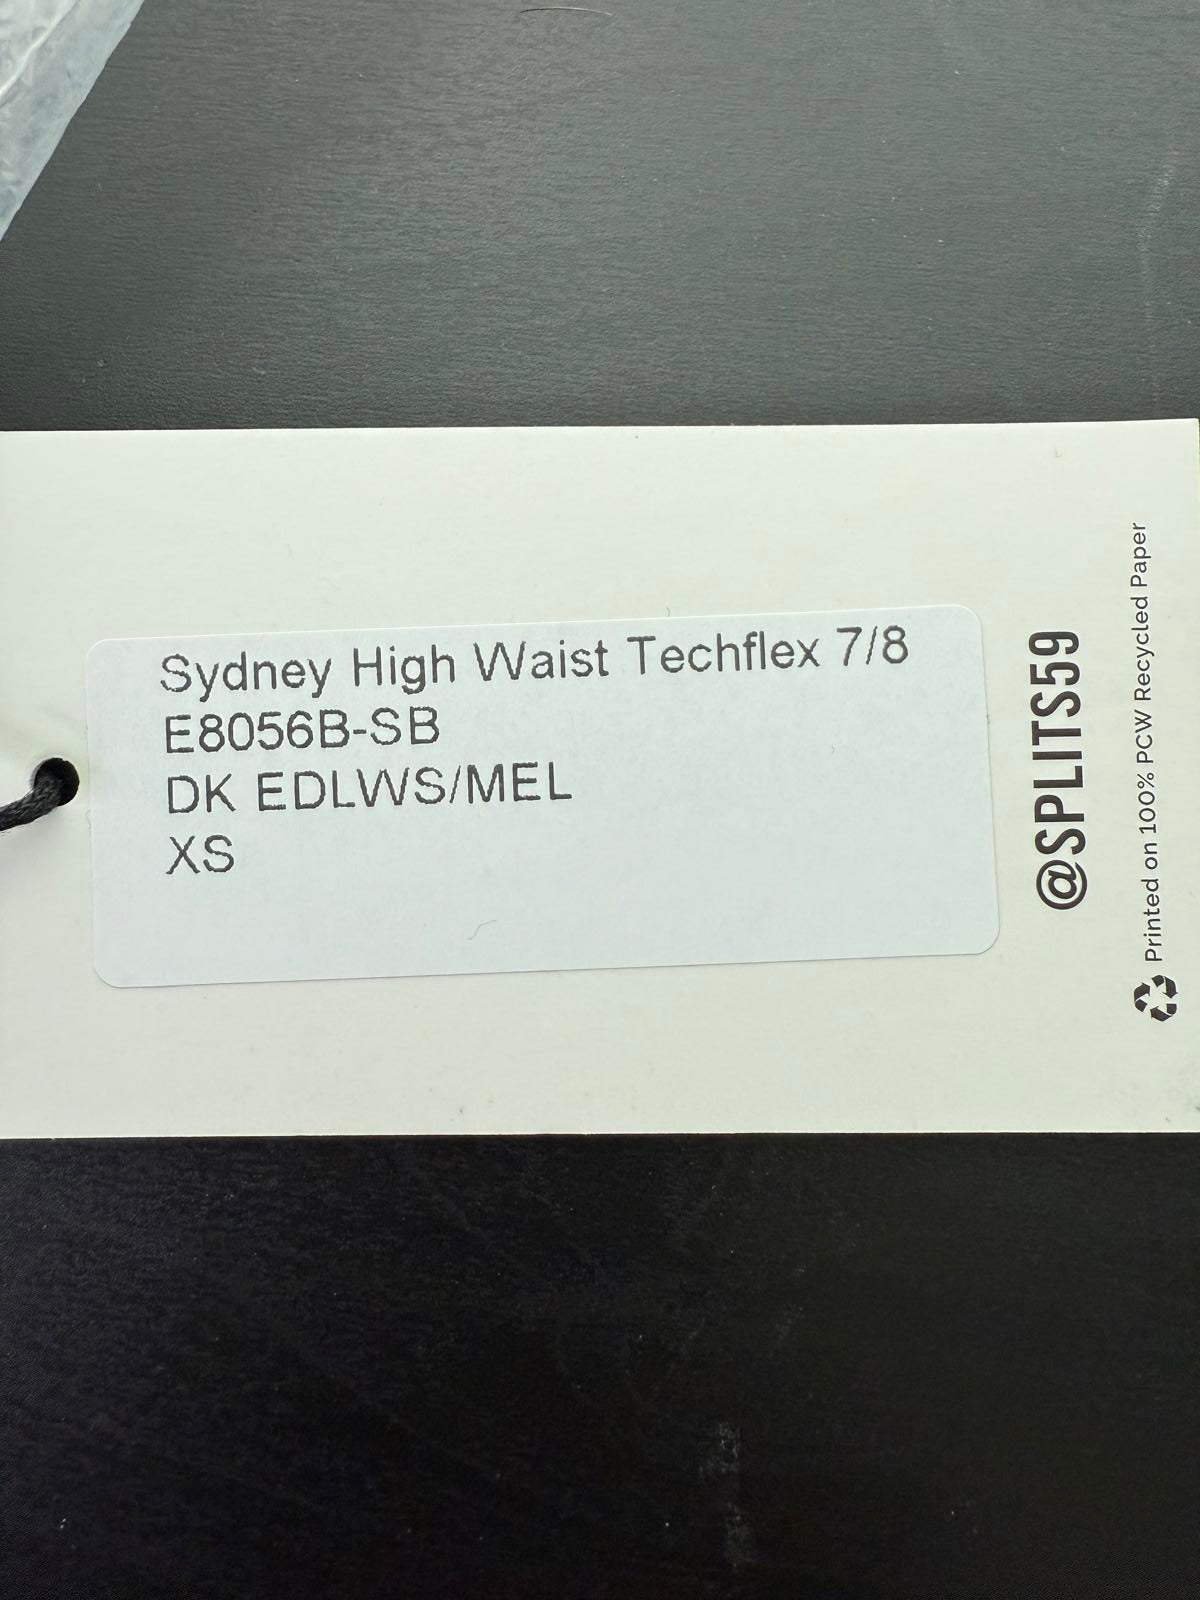 Sydney High Waist Techflex 7/8
E8056B-SB
DK EDLWS/MEL
XS
@SPLITS59
Printed on 100% PCW Recycled Paper